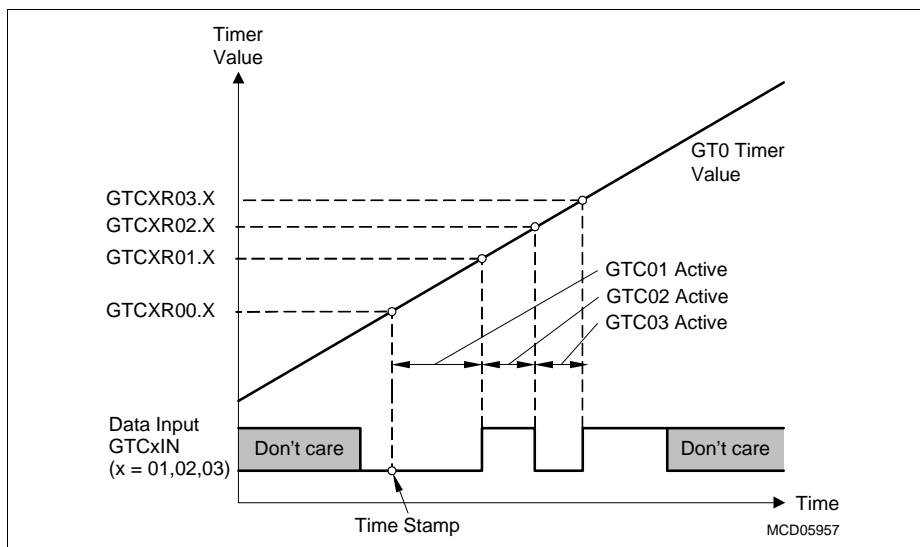 Timer
Value
GT0 Timer
Value
GTCXR03.X
GTCXR02.X
GTCXR01.X
GTCXR00.X
GTC01 Active
GTC02 Active
GTC03 Active
Data Input
GTCxIN
(x = 01,02,03)
Don't care
Don't care
Time
Time Stamp
MCD05957